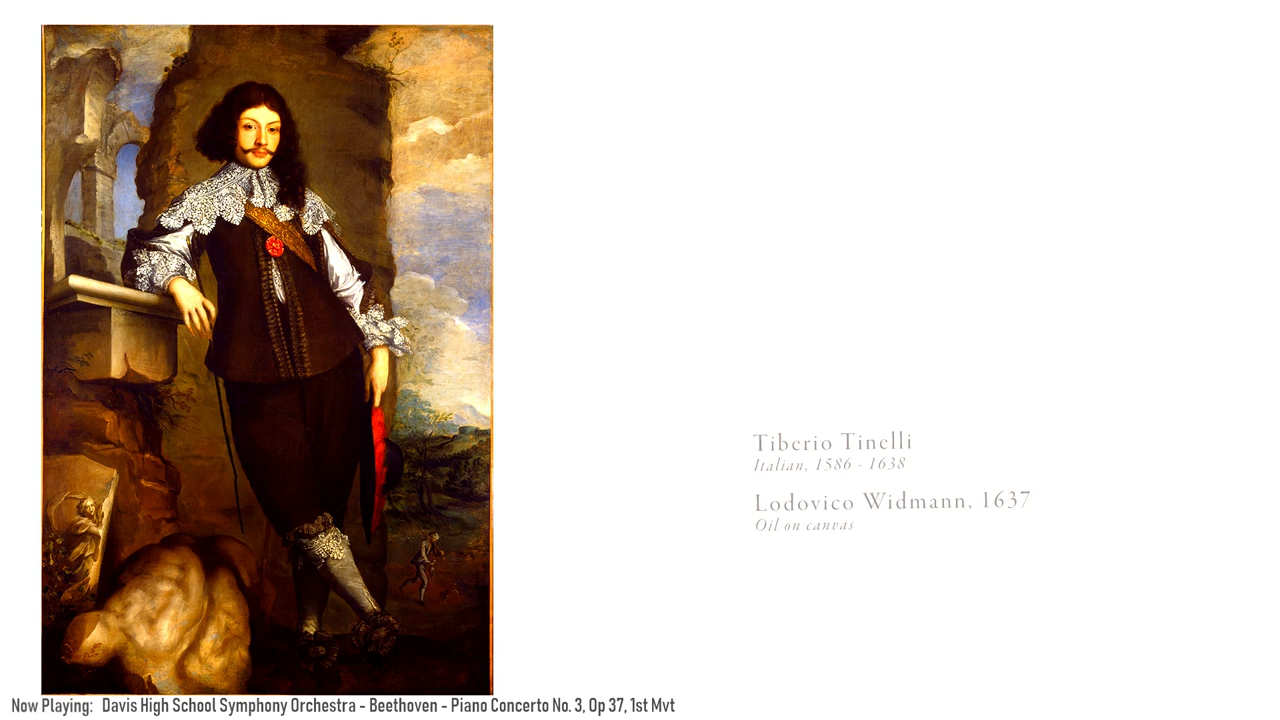 Tiberio Tinelli
Italian, 1586 - 1638
Lodovico Widmann, 1637
Oil on canvas
Now Playing: Davis High School Symphony Orchestra - Beethoven - Piano Concerto No. 3, Op 37, 1st Mvt